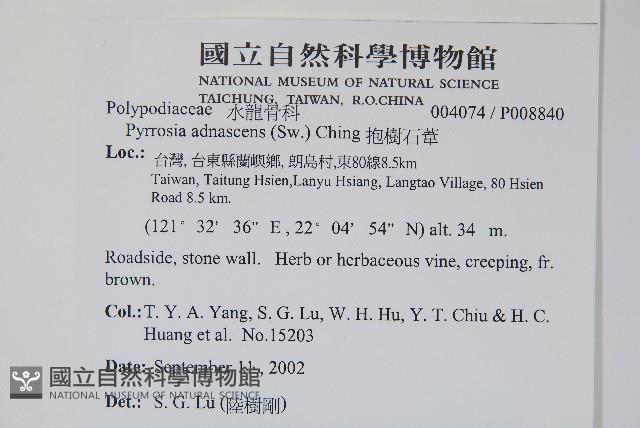 國立自然科學博物館
NATIONAL MUSEUM OF NATURAL SCIENCE
TAICHUNG, TAIWAN, R.O.CHINA
Polypodiaceae 水龍骨科 004074 / P008840
Pyrrosia adnascens (Sw.) Ching 抱樹石葦
Loc.: 台灣, 台東縣蘭嶼鄉, 朗島村,東80線8.5km
Taiwan, Taitung Hsien,Lanyu Hsiang, Langtao Village, 80 Hsien
Road 8.5 km.
(121° 32' 36" E , 22° 04' 54" N) alt. 34 m.
Roadside, stone wall. Herb or herbaceous vine, creeping, fr.
brown.
Col.: T. Y. A. Yang, S. G. Lu, W. H. Hu, Y. T. Chiu & H. C.
Huang et al. No.15203
Date: September 11, 2002
國立自然科學博物館
NATIONAL MUSEUM OF NATURAL SCIENCE
Det.: S. G. Lu (陸樹剛)